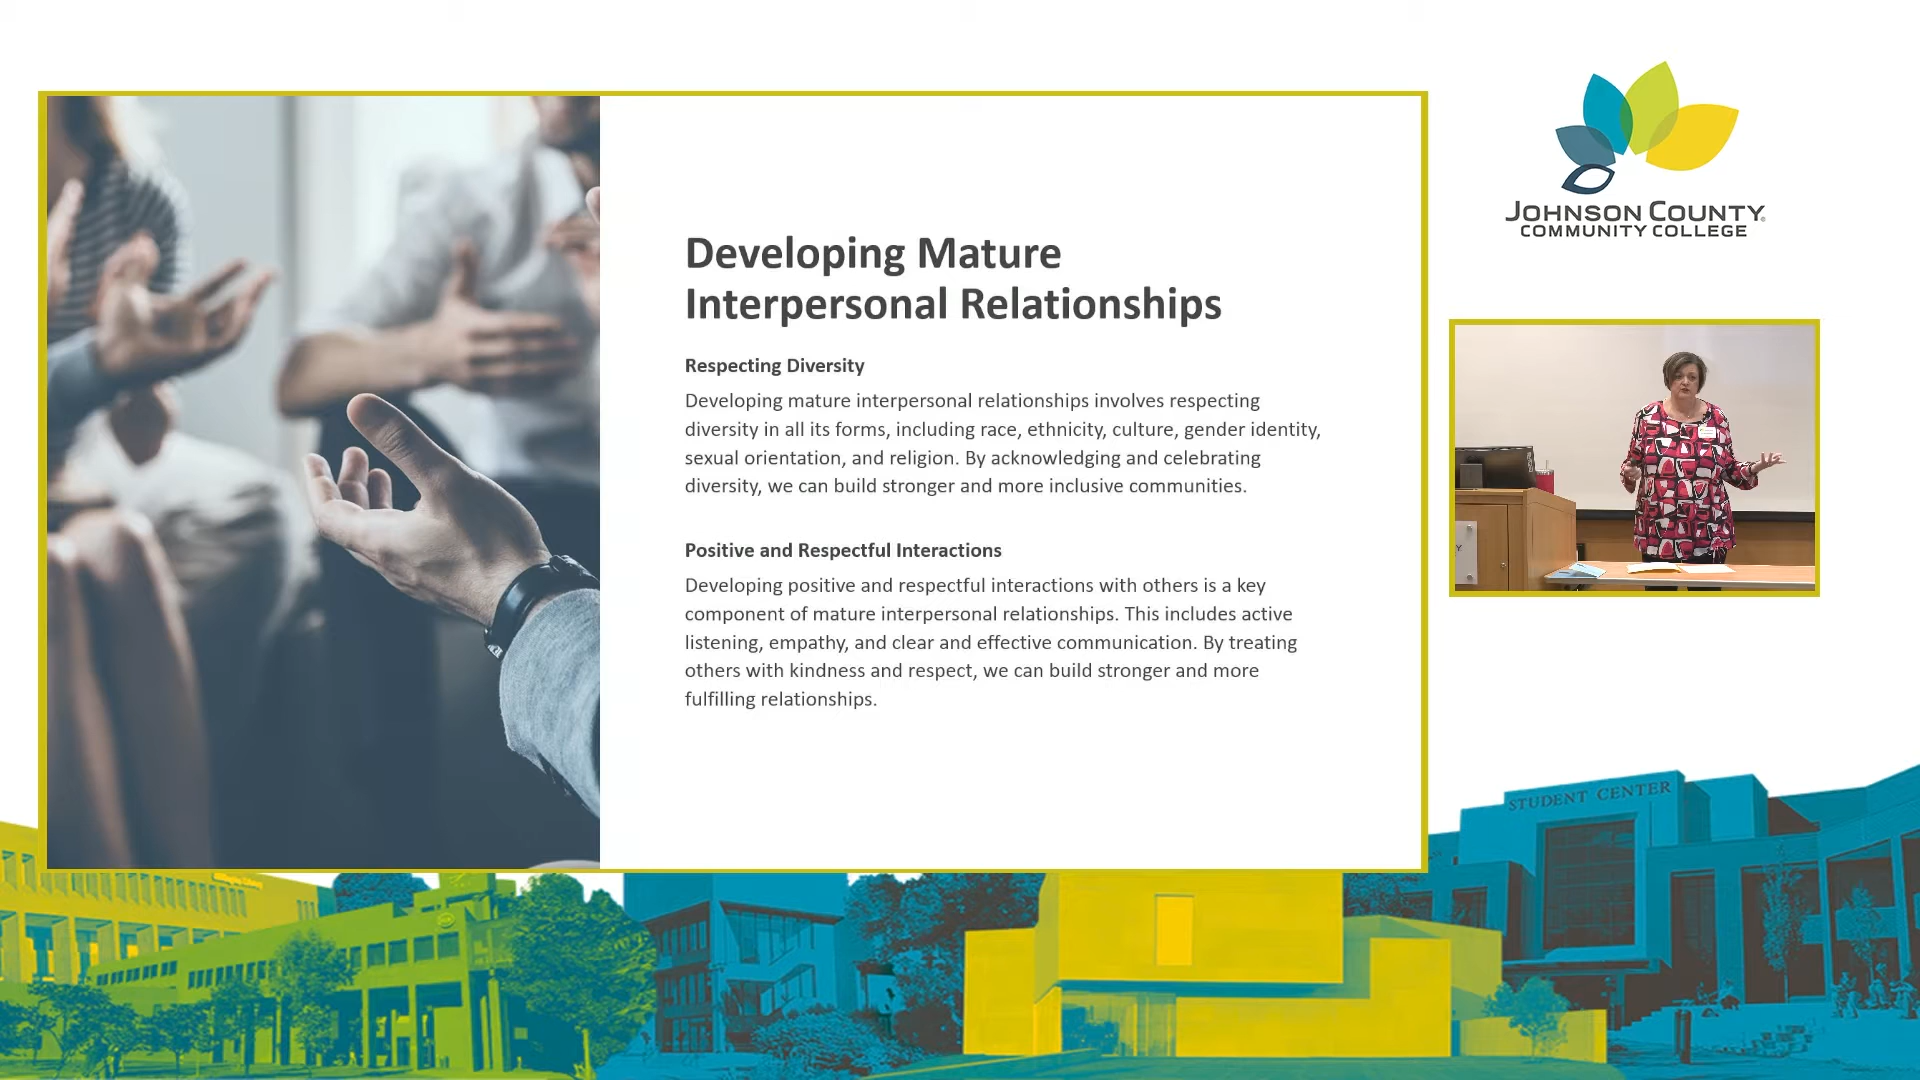 Developing Mature
Interpersonal Relationships
Respecting Diversity
Developing mature interpersonal relationships involves respecting
diversity in all its forms, including race, ethnicity, culture, gender identity,
sexual orientation, and religion. By acknowledging and celebrating
diversity, we can build stronger and more inclusive communities.
Positive and Respectful Interactions
Developing positive and respectful interactions with others is a key
component of mature interpersonal relationships. This includes active
listening, empathy, and clear and effective communication. By treating
others with kindness and respect, we can build stronger and more
fulfilling relationships.
JOHNSON COUNTY
COMMUNITY COLLEGE
STUDENT CENTER